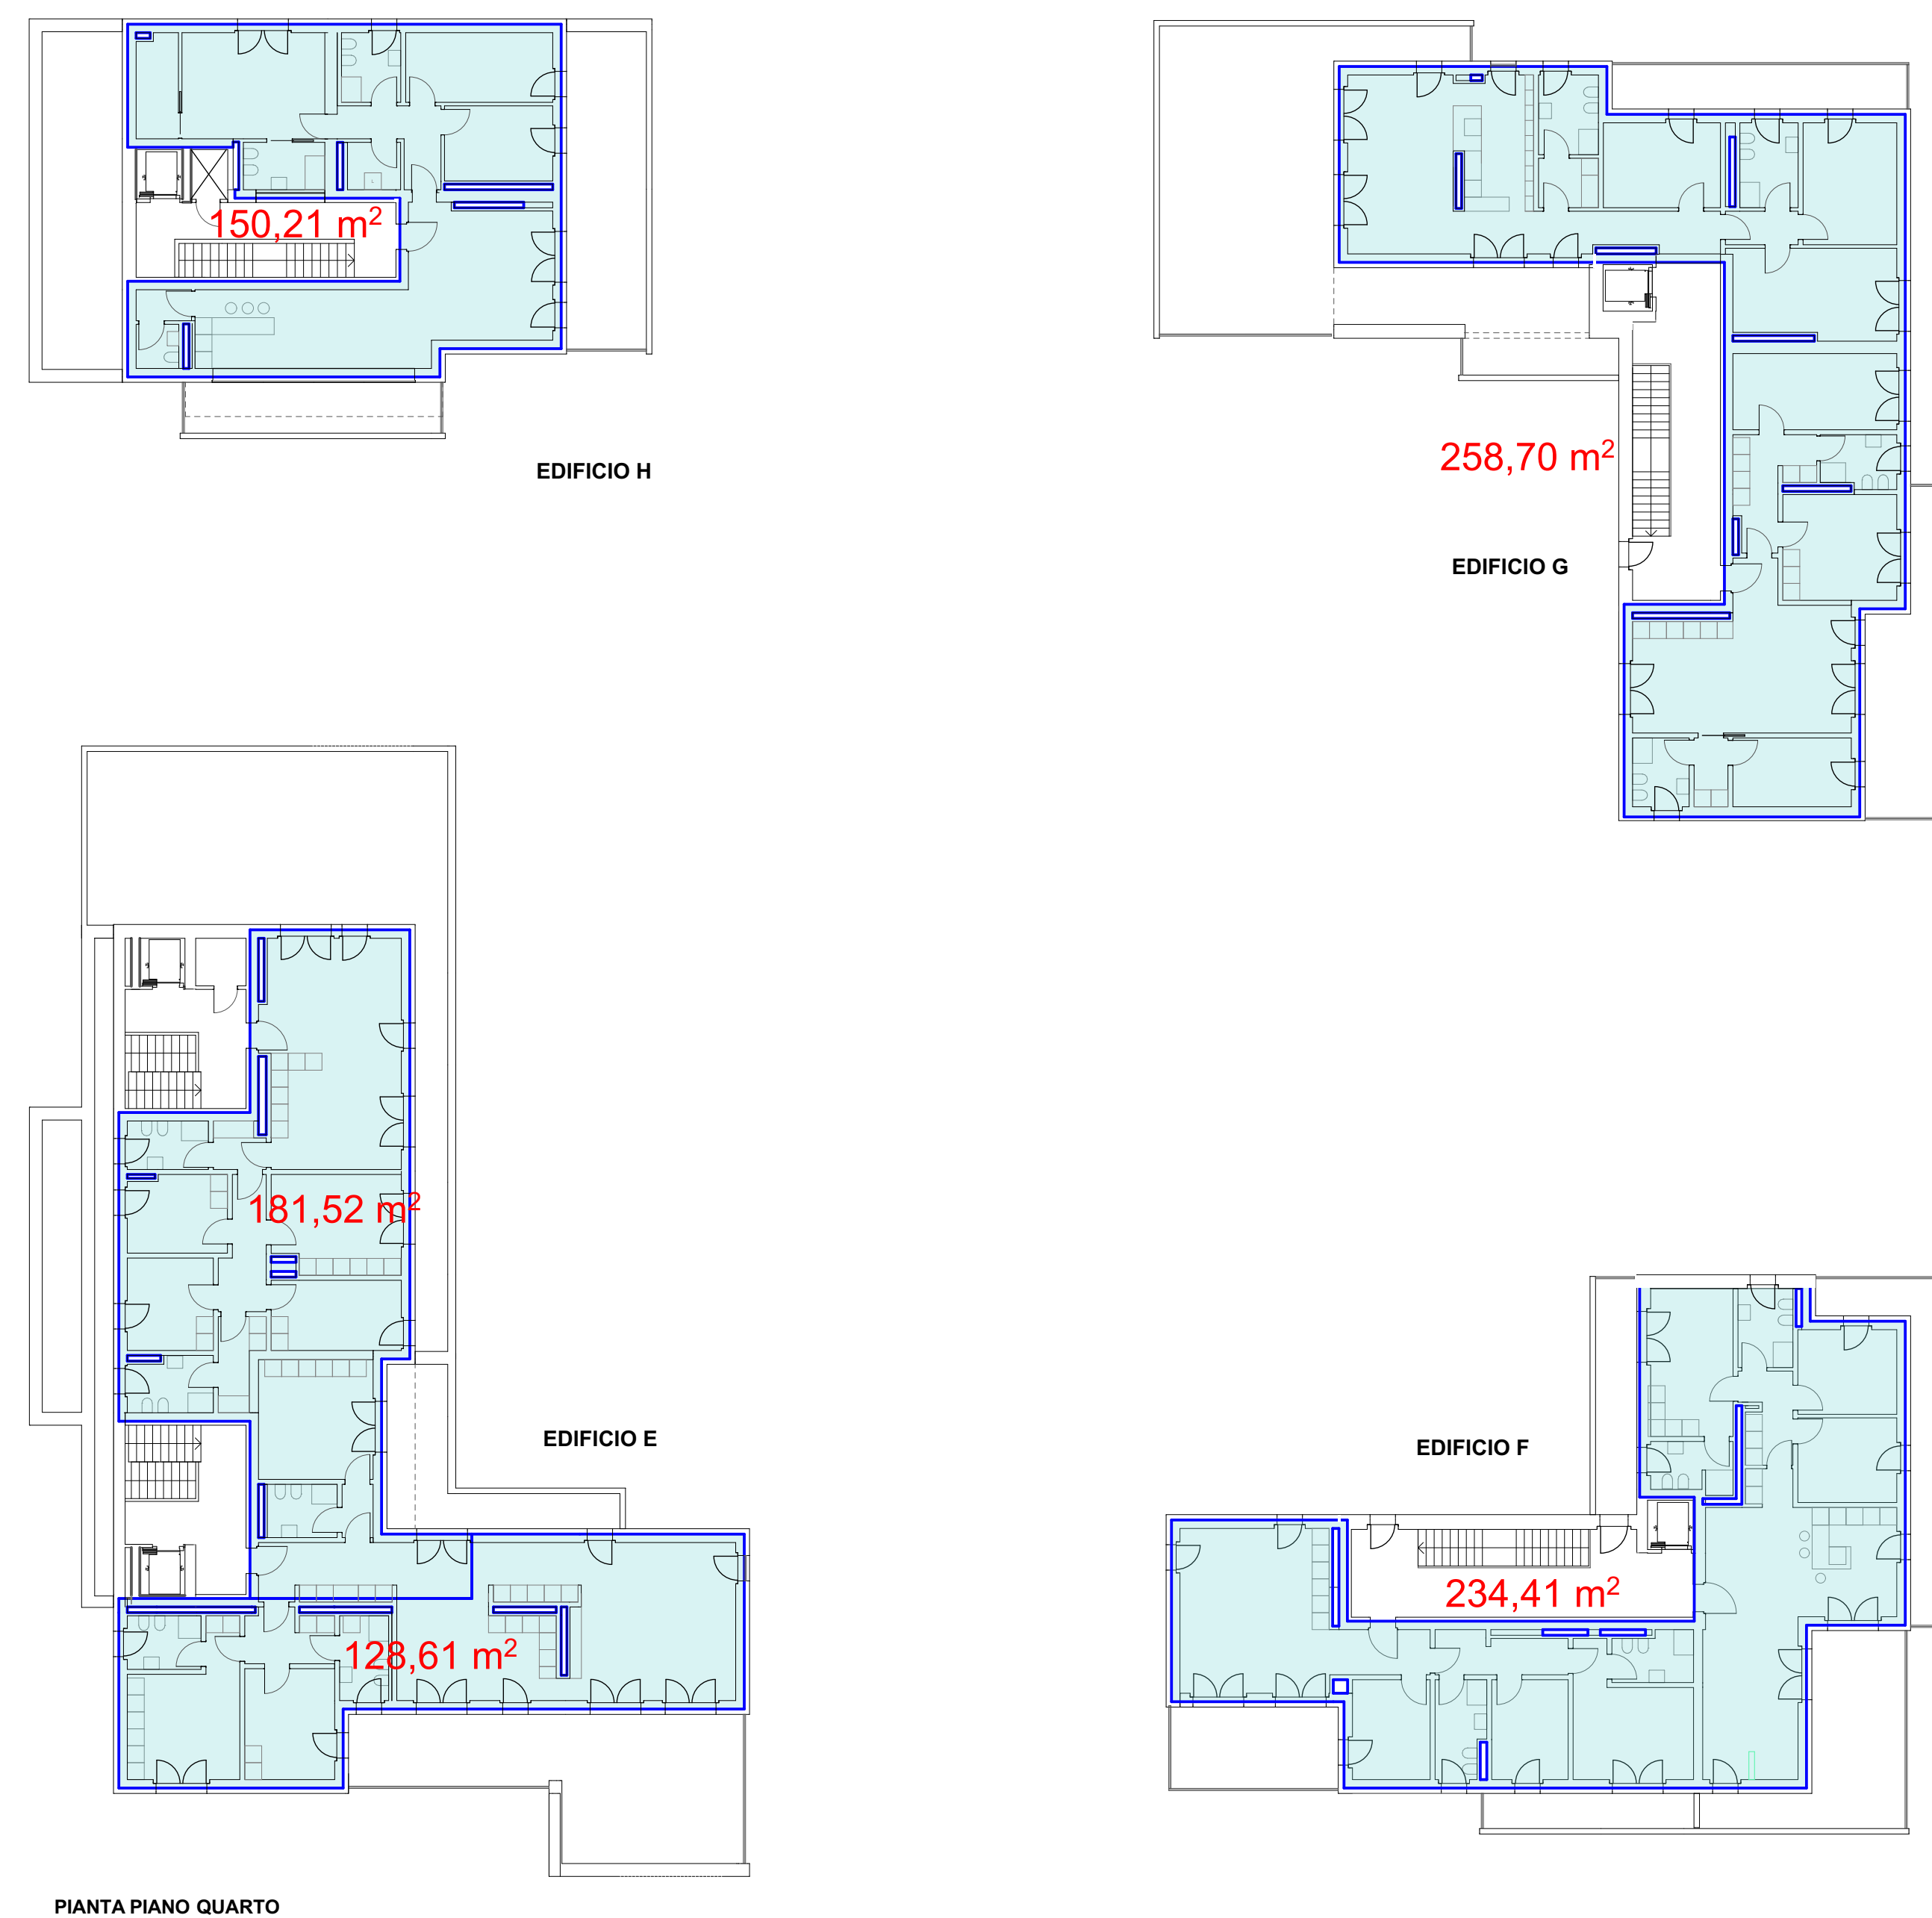 150,21 m²
EDIFICIO H
258,70 m²
EDIFICIO G
181,52 m²
EDIFICIO E
128,61 m²
EDIFICIO F
234,41 m²
PIANTA PIANO QUARTO